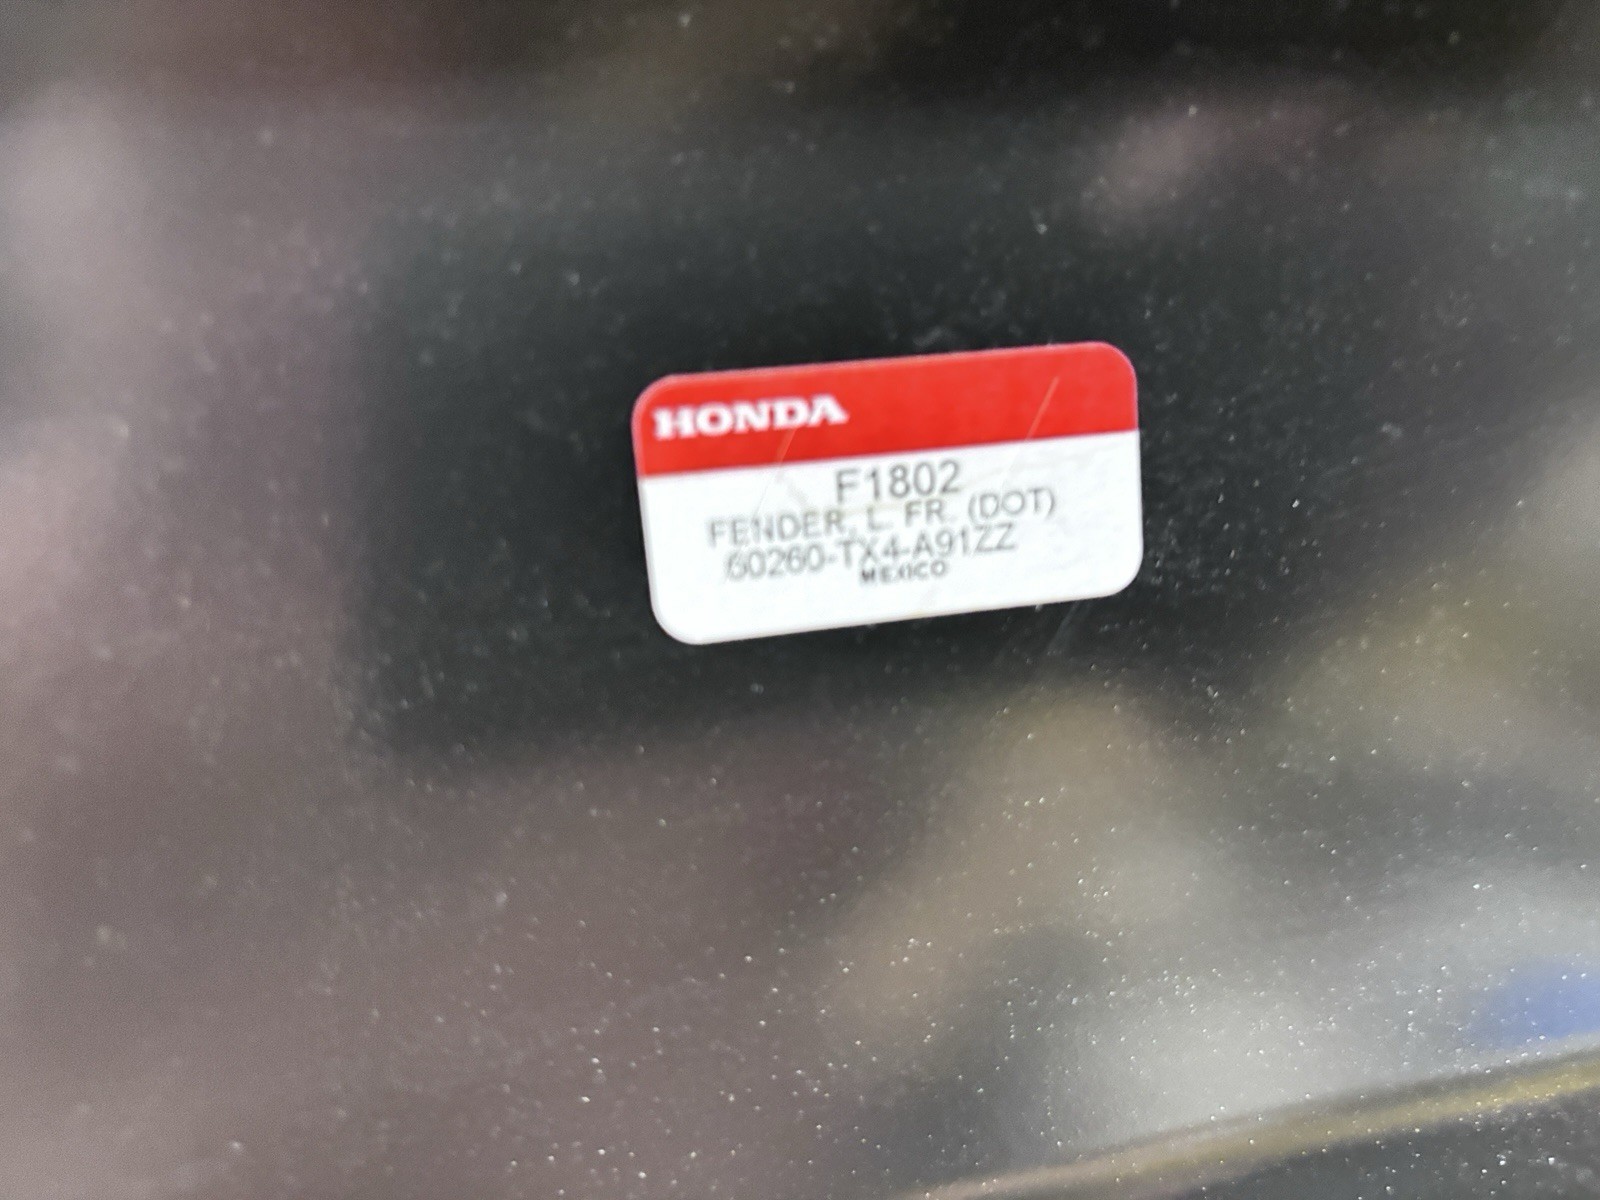 HONDA
F1802
FENDER, L. FR. (DOT)
60260-TX4-A91ZZ
MEXICO